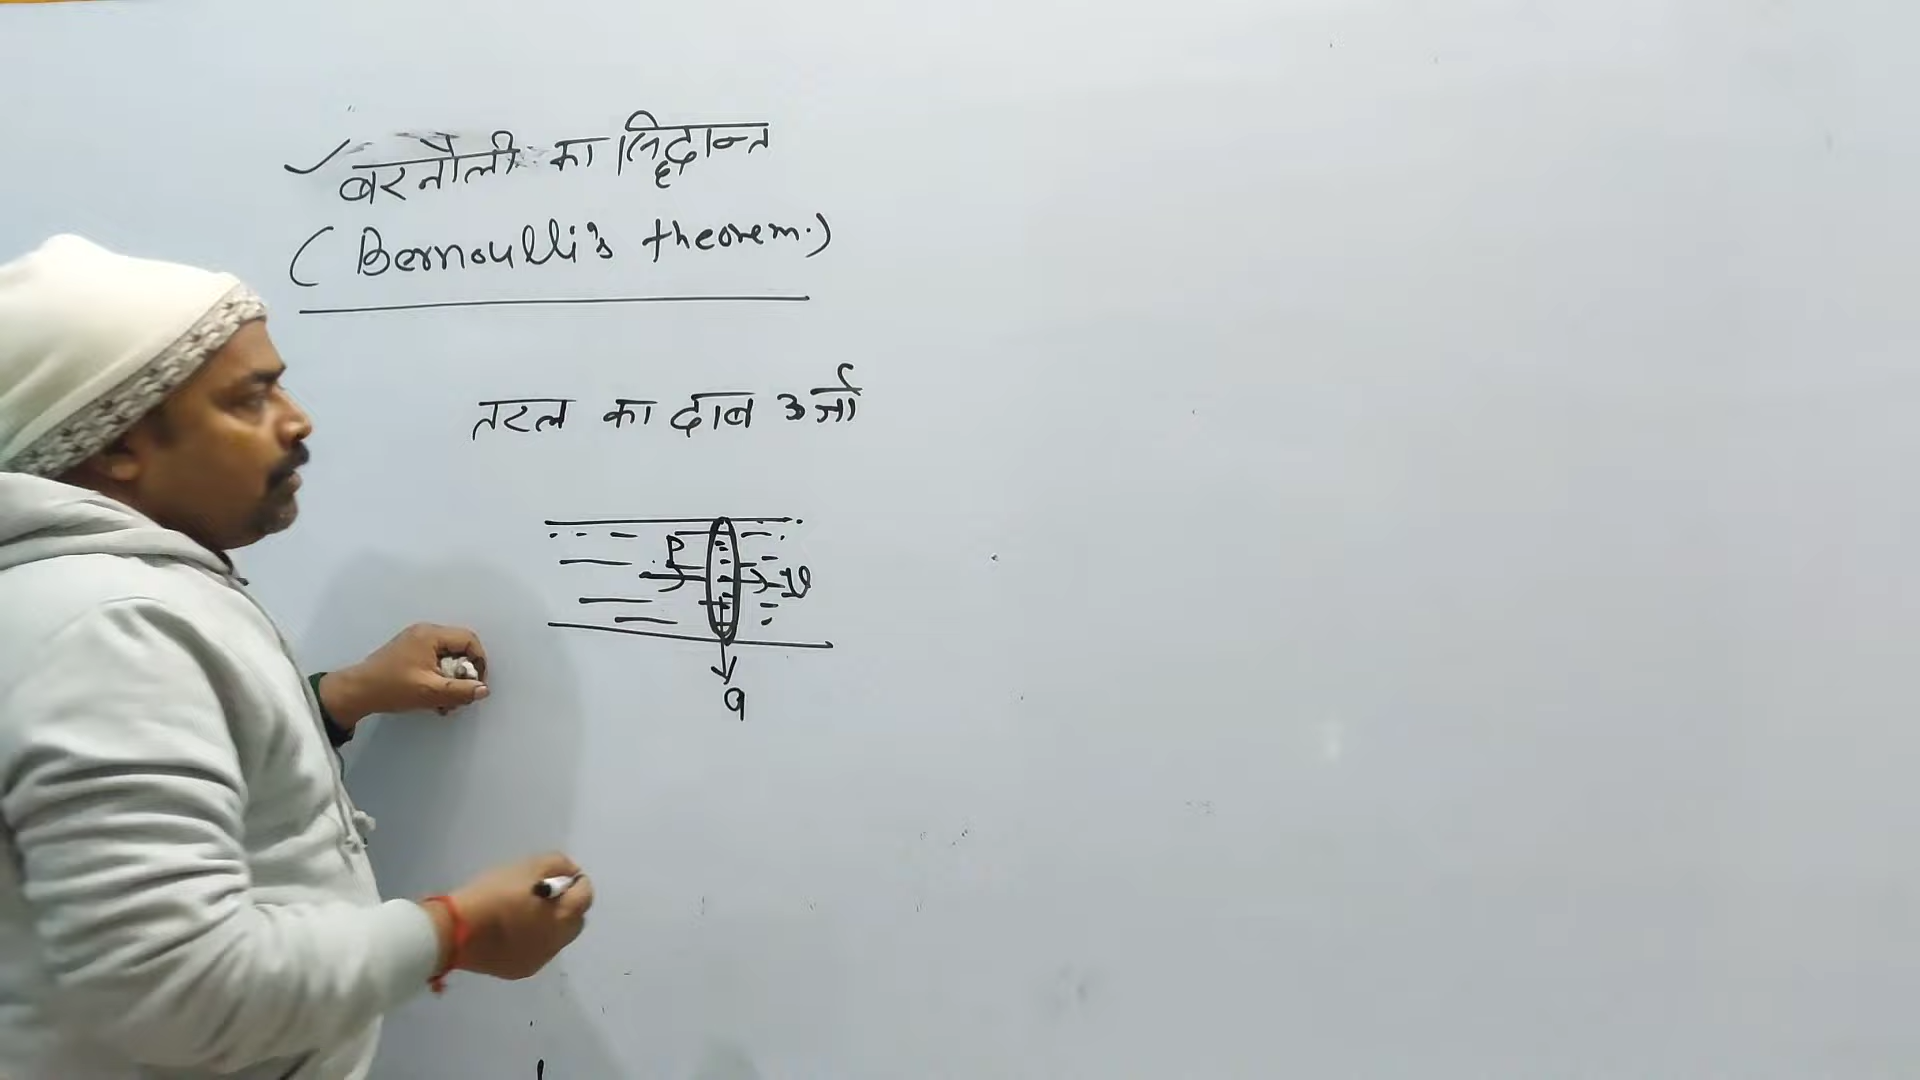 बरनौली का सिद्धान्त
(Bernoulli's theorem.)
तरल का दाब ऊर्जा
P
v
a